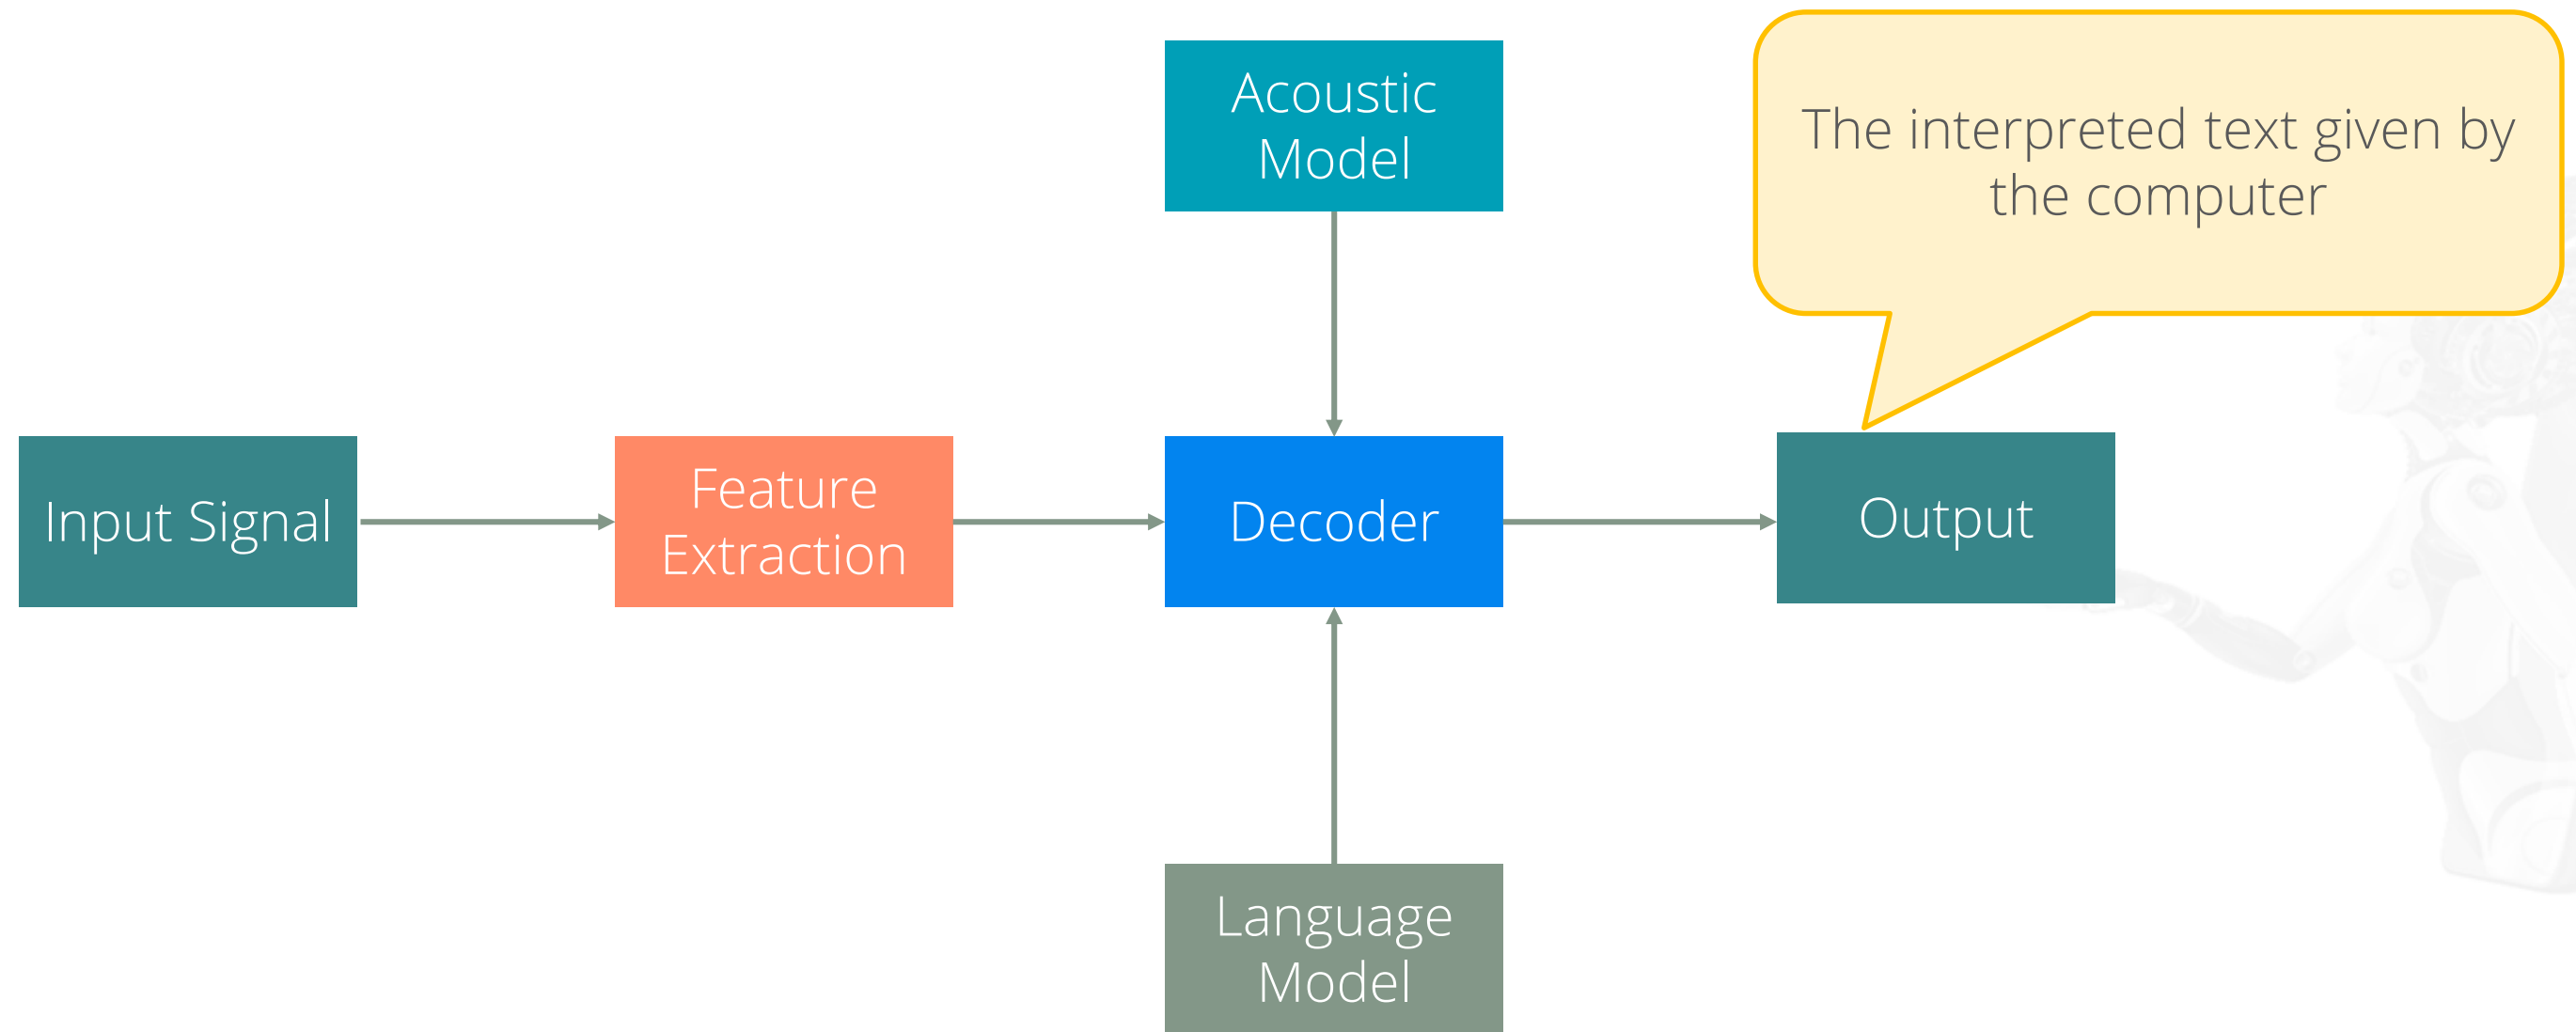 Acoustic
Model
The interpreted text given by
the computer
Input Signal
Feature
Extraction
Decoder
Output
Language
Model